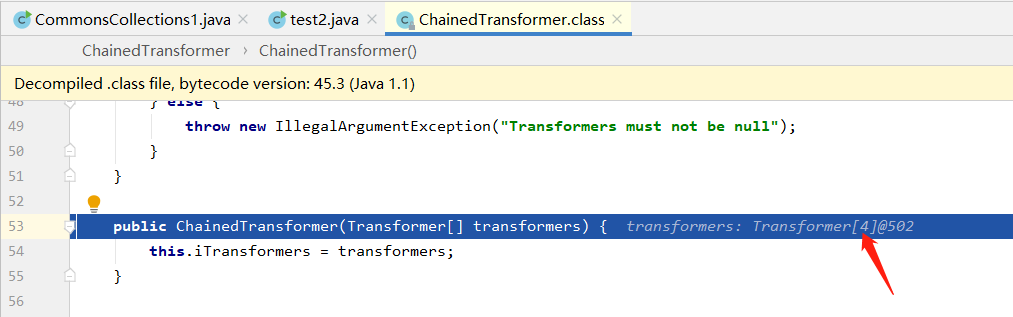 CommonsCollections1.java × test2.java × ChainedTransformer.class ×
ChainedTransformer › ChainedTransformer()
Decompiled .class file, bytecode version: 45.3 (Java 1.1)
48 } else {
49 throw new IllegalArgumentException("Transformers must not be null");
50 }
51 }
52
53 public ChainedTransformer(Transformer[] transformers) { transformers: Transformer[4]@502
54 this.iTransformers = transformers;
55 }
56